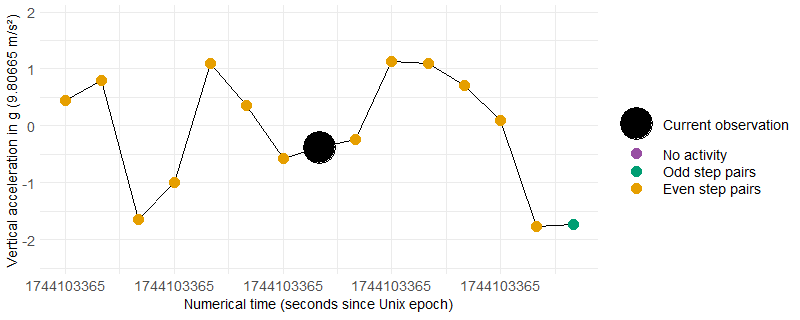 Vertical acceleration in g (9.80665 m/s²)
2
1
0
-1
-2
1744103365 1744103365 1744103365 1744103365 1744103365
Numerical time (seconds since Unix epoch)
Current observation
No activity
Odd step pairs
Even step pairs